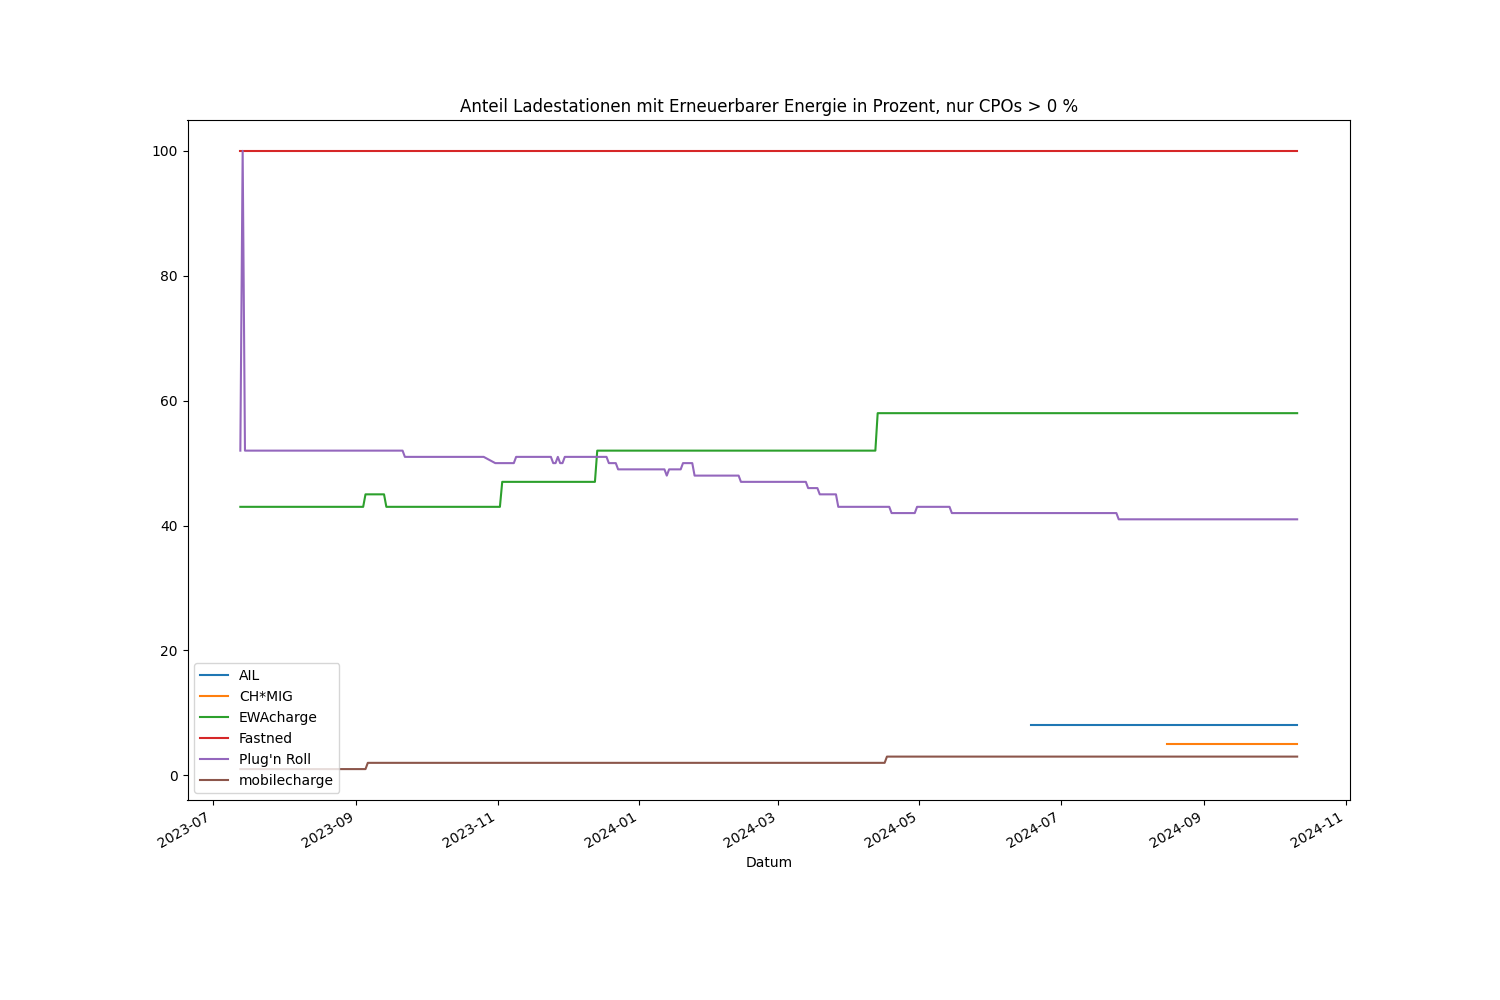 Anteil Ladestationen mit Erneuerbarer Energie in Prozent, nur CPOs > 0 %
100
80
60
40
20
0
AIL
CH*MIG
EWAcharge
Fastned
Plug'n Roll
mobilecharge
2023-07
2023-09
2023-11
2024-01
2024-03
2024-05
2024-07
2024-09
2024-11
Datum